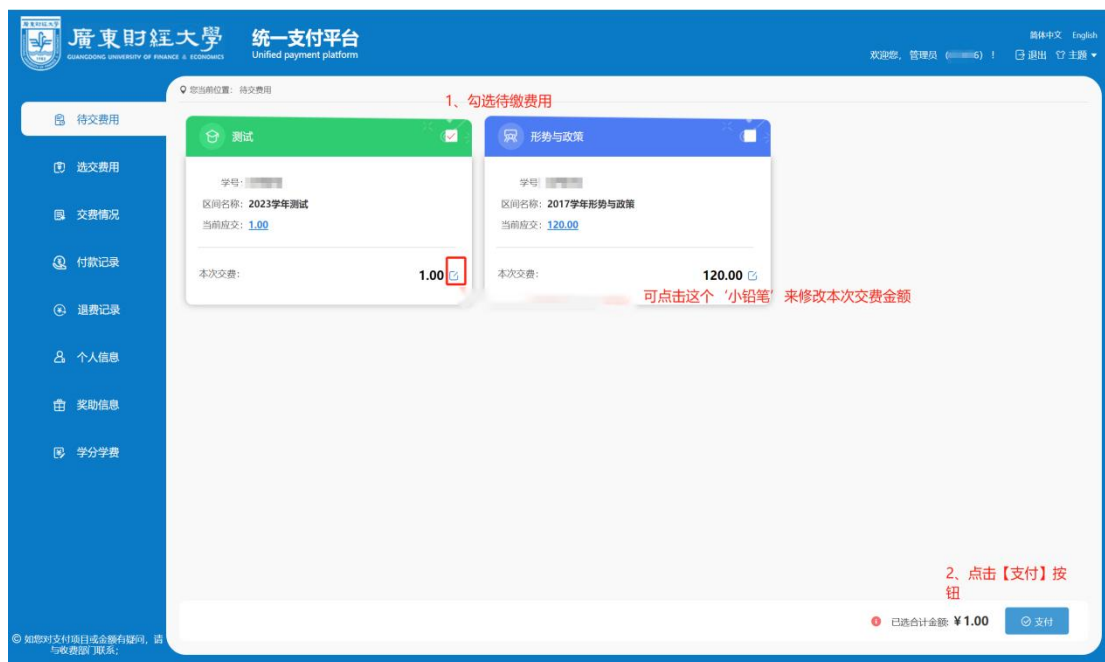 廣東財經大學
GUANGDONG UNIVERSITY OF FINANCE & ECONOMICS
统一支付平台
Unified payment platform
简体中文 English
欢迎您，管理员 (6) ! 退出 主题
您当前位置：待交费用
1、勾选待缴费用
待交费用
选交费用
交费情况
付款记录
退费记录
个人信息
奖助信息
学分学费
测试
学号:
区间名称: 2023学年测试
当前应交: 1.00
本次交费: 1.00
形势与政策
学号:
区间名称: 2017学年形势与政策
当前应交: 120.00
本次交费: 120.00
可点击这个‘小铅笔’来修改本次交费金额
2、点击【支付】按
钮
已选合计金额: ¥1.00 支付
© 如您对支付项目或金额有疑问，请
与收费部门联系;